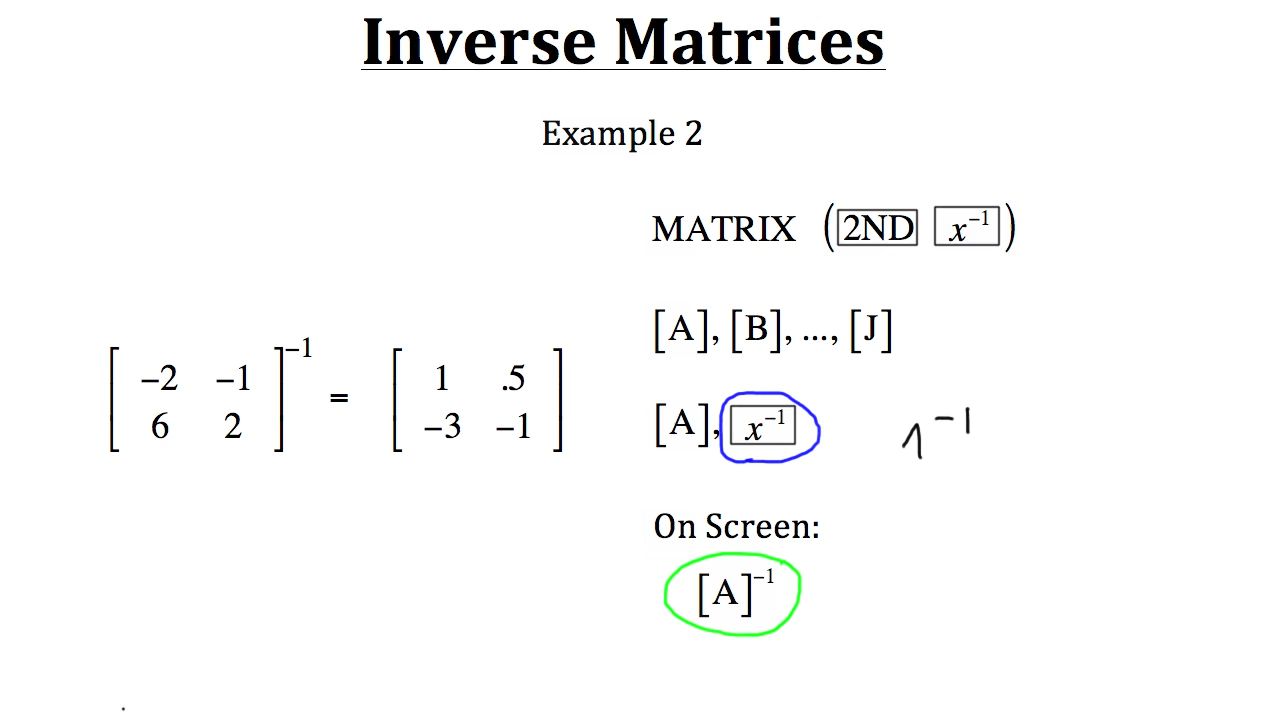 Inverse Matrices
Example 2
MATRIX (2ND x⁻¹)
[A], [B], ..., [J]
[−2 −1
6 2]⁻¹ = [1 .5
−3 −1]
[A], x⁻¹
1⁻¹
On Screen:
[A]⁻¹